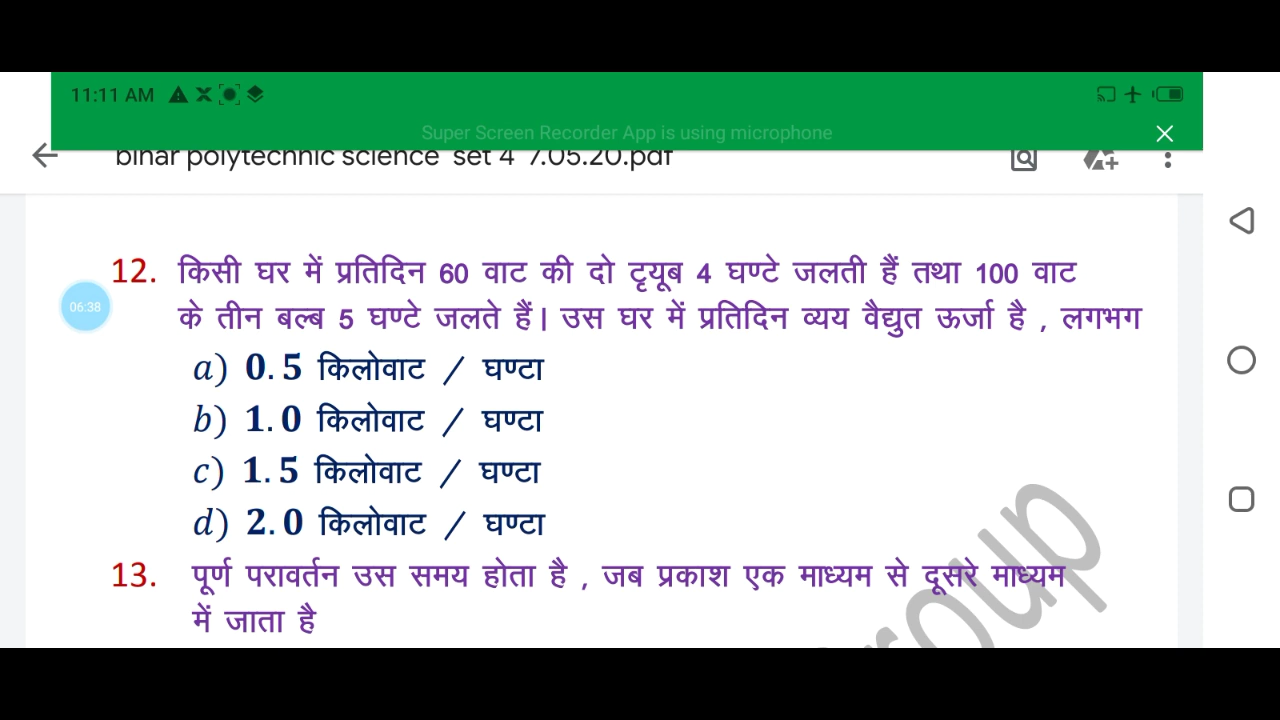 11:11 AM
Super Screen Recorder App is using microphone
bihar polytechnic science set 4 7.05.20.pdf
12. किसी घर में प्रतिदिन 60 वाट की दो ट्यूब 4 घण्टे जलती हैं तथा 100 वाट
06:38
के तीन बल्ब 5 घण्टे जलते हैं। उस घर में प्रतिदिन व्यय वैद्युत ऊर्जा है , लगभग
a) 0.5 किलोवाट / घण्टा
b) 1.0 किलोवाट / घण्टा
c) 1.5 किलोवाट / घण्टा
d) 2.0 किलोवाट / घण्टा
13. पूर्ण परावर्तन उस समय होता है , जब प्रकाश एक माध्यम से दूसरे माध्यम
में जाता है